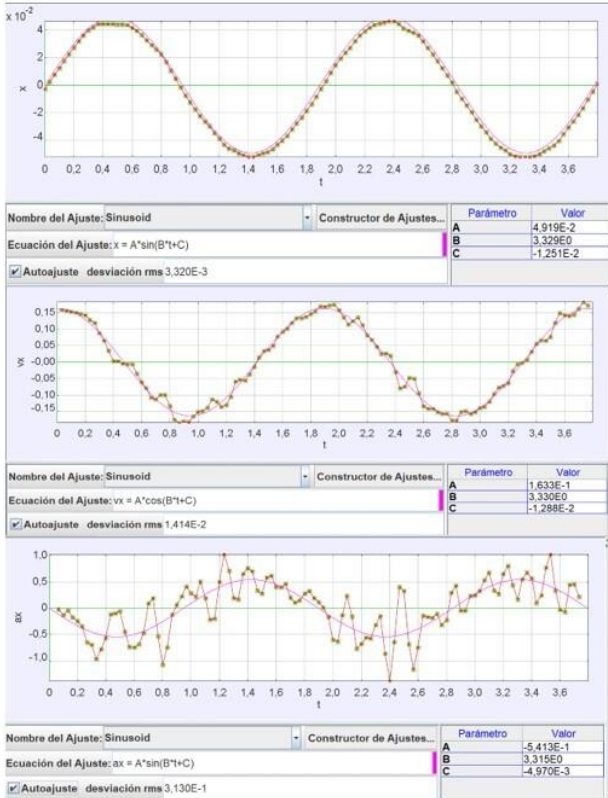 x 10^-2
4
2
0
-2
-4
x
0 0,2 0,4 0,6 0,8 1,0 1,2 1,4 1,6 1,8 2,0 2,2 2,4 2,6 2,8 3,0 3,2 3,4 3,6
t
Nombre del Ajuste: Sinusoid Constructor de Ajustes... Parámetro Valor
A 4,919E-2
Ecuación del Ajuste: x = A*sin(B*t+C) B 3,329E0
C -1,251E-2
Autoajuste desviación rms 3,320E-3
0,15
0,10
0,05
-0,00
-0,05
-0,10
-0,15
vx
0 0,2 0,4 0,6 0,8 1,0 1,2 1,4 1,6 1,8 2,0 2,2 2,4 2,6 2,8 3,0 3,2 3,4 3,6
t
Nombre del Ajuste: Sinusoid Constructor de Ajustes... Parámetro Valor
A 1,633E-1
Ecuación del Ajuste: vx = A*cos(B*t+C) B 3,330E0
C -1,288E-2
Autoajuste desviación rms 1,414E-2
1,0
0,5
0
-0,5
-1,0
ax
0 0,2 0,4 0,6 0,8 1,0 1,2 1,4 1,6 1,8 2,0 2,2 2,4 2,6 2,8 3,0 3,2 3,4 3,6
t
Nombre del Ajuste: Sinusoid Constructor de Ajustes... Parámetro Valor
A -5,413E-1
Ecuación del Ajuste: ax = A*sin(B*t+C) B 3,315E0
C -4,970E-3
Autoajuste desviación rms 3,130E-1